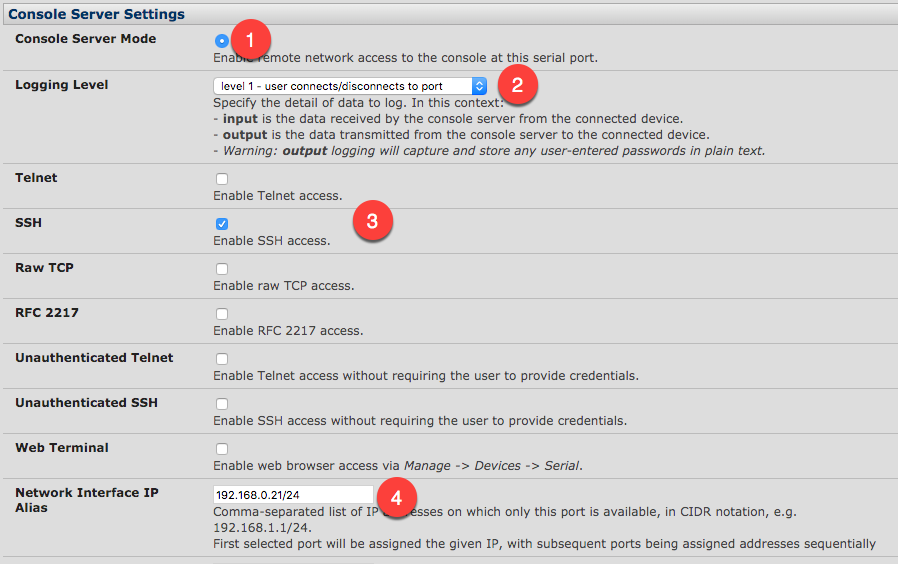 Console Server Settings
Console Server Mode
1
Enable remote network access to the console at this serial port.
Logging Level
level 1 - user connects/disconnects to port
2
Specify the detail of data to log. In this context:
- input is the data received by the console server from the connected device.
- output is the data transmitted from the console server to the connected device.
- Warning: output logging will capture and store any user-entered passwords in plain text.
Telnet
Enable Telnet access.
SSH
3
Enable SSH access.
Raw TCP
Enable raw TCP access.
RFC 2217
Enable RFC 2217 access.
Unauthenticated Telnet
Enable Telnet access without requiring the user to provide credentials.
Unauthenticated SSH
Enable SSH access without requiring the user to provide credentials.
Web Terminal
Enable web browser access via Manage -> Devices -> Serial.
Network Interface IP
Alias
192.168.0.21/24
4
Comma-separated list of IP addresses on which only this port is available, in CIDR notation, e.g.
192.168.1.1/24.
First selected port will be assigned the given IP, with subsequent ports being assigned addresses sequentially